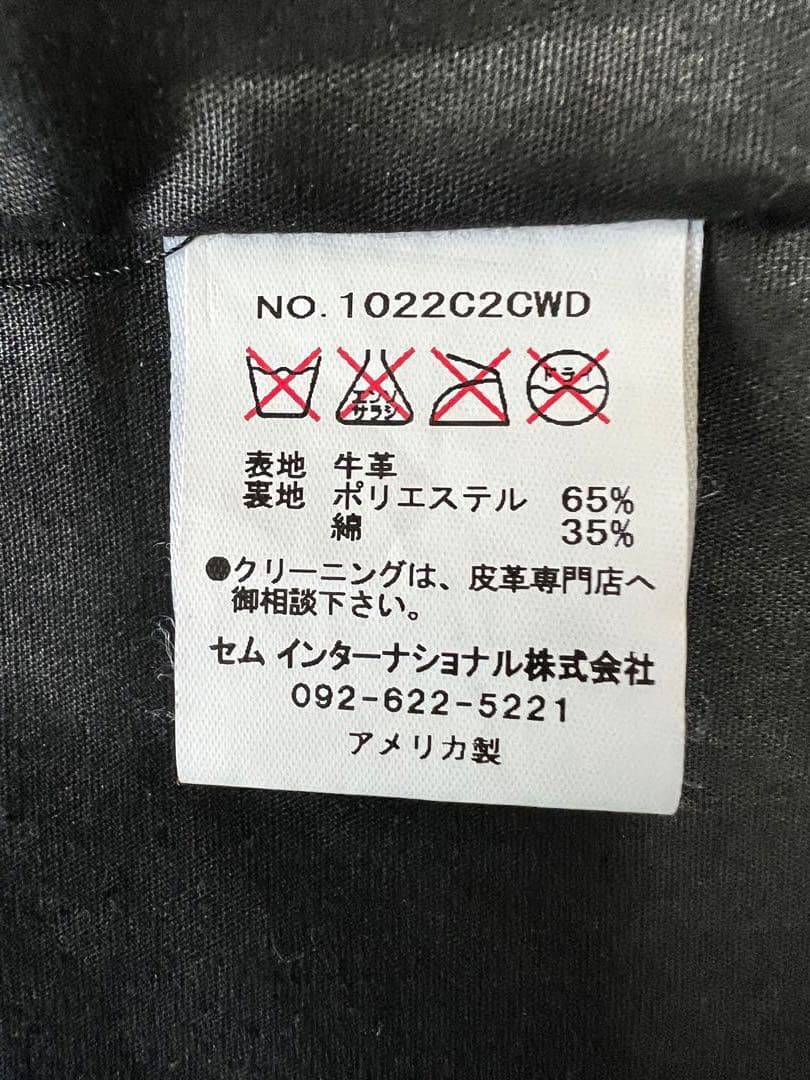 NO.1022C2CWD
エンソ
サラシ
ドライ
表地 牛革
裏地 ポリエステル 65%
綿 35%
●クリーニングは、皮革専門店へ
御相談下さい。
セム インターナショナル株式会社
092-622-5221
アメリカ製